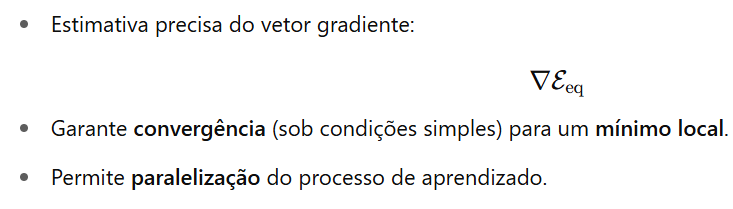 • Estimativa precisa do vetor gradiente:
∇ℰ_eq
• Garante convergência (sob condições simples) para um mínimo local.
• Permite paralelização do processo de aprendizado.